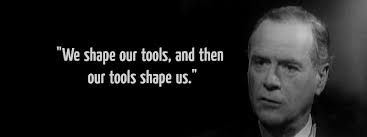 "We shape our tools, and then
our tools shape us."